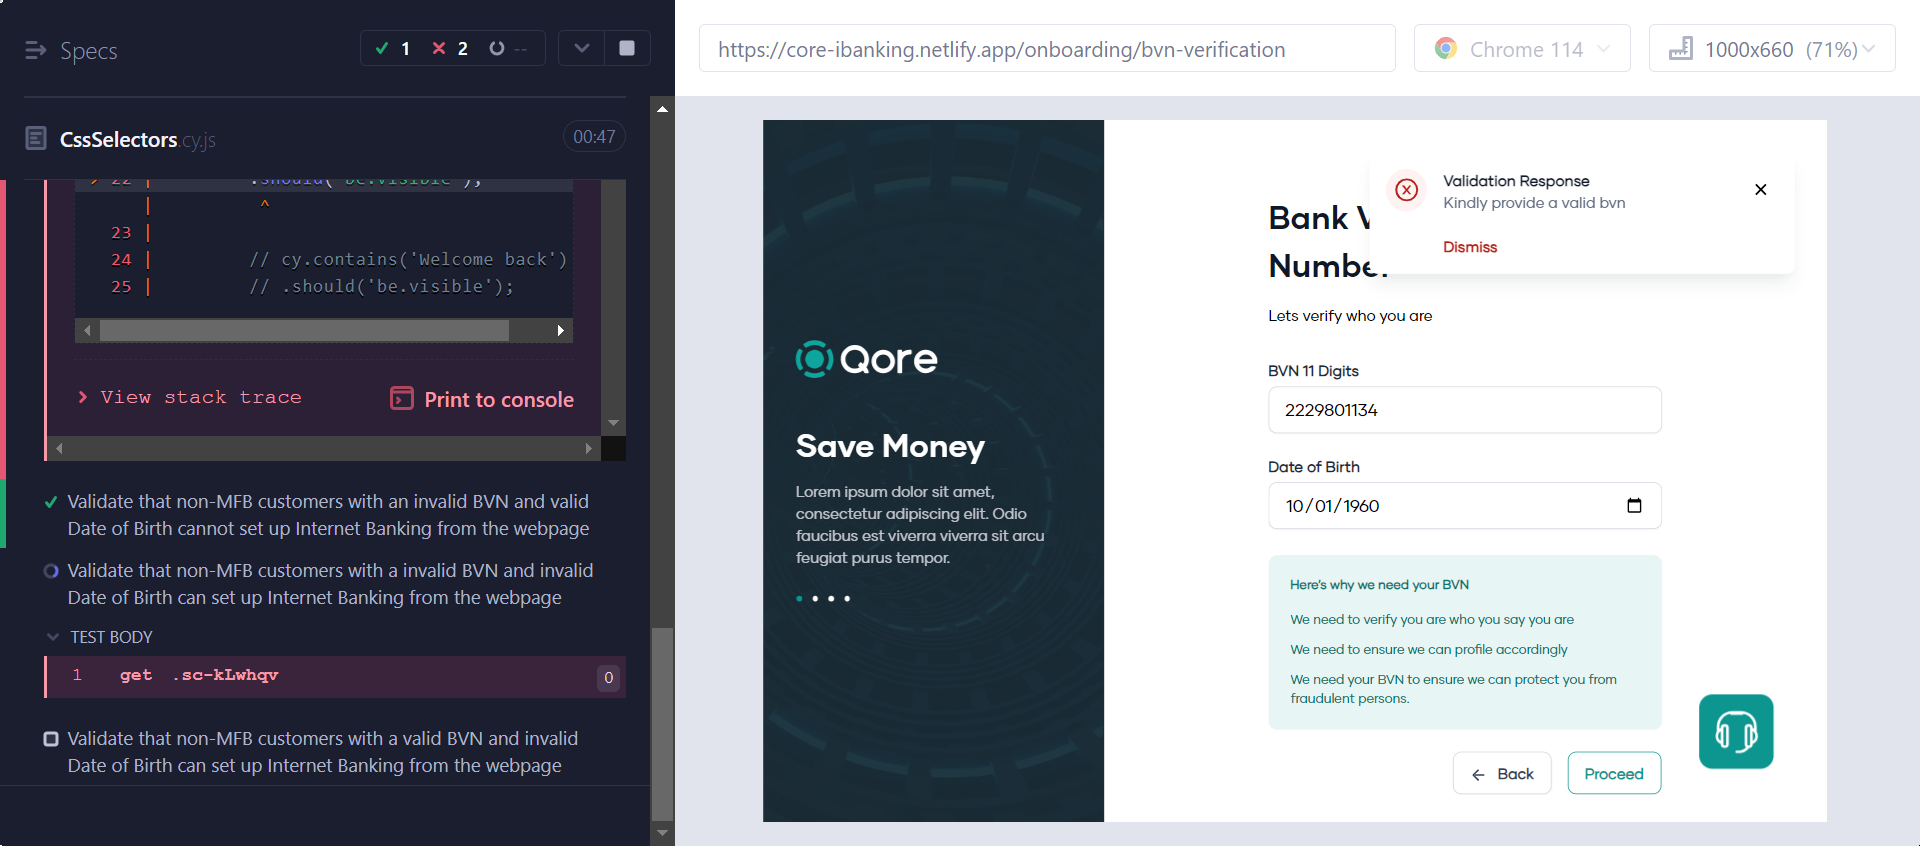 Specs
1 2 --
https://core-ibanking.netlify.app/onboarding/bvn-verification
Chrome 114
1000x660 (71%)
CssSelectors.cy.js
00:47
22 | .should('be.visible');
| ^
23 |
24 | // cy.contains('Welcome back')
25 | // .should('be.visible');
View stack trace
Print to console
Validate that non-MFB customers with an invalid BVN and valid
Date of Birth cannot set up Internet Banking from the webpage
Validate that non-MFB customers with a invalid BVN and invalid
Date of Birth can set up Internet Banking from the webpage
TEST BODY
1 get .sc-kLwhqv 0
Validate that non-MFB customers with a valid BVN and invalid
Date of Birth can set up Internet Banking from the webpage
Qore
Save Money
Lorem ipsum dolor sit amet,
consectetur adipiscing elit. Odio
faucibus est viverra viverra sit arcu
feugiat purus tempor.
Validation Response
Kindly provide a valid bvn
Dismiss
Bank
Number
Lets verify who you are
BVN 11 Digits
2229801134
Date of Birth
10/01/1960
Here's why we need your BVN
We need to verify you are who you say you are
We need to ensure we can profile accordingly
We need your BVN to ensure we can protect you from
fraudulent persons.
Back
Proceed